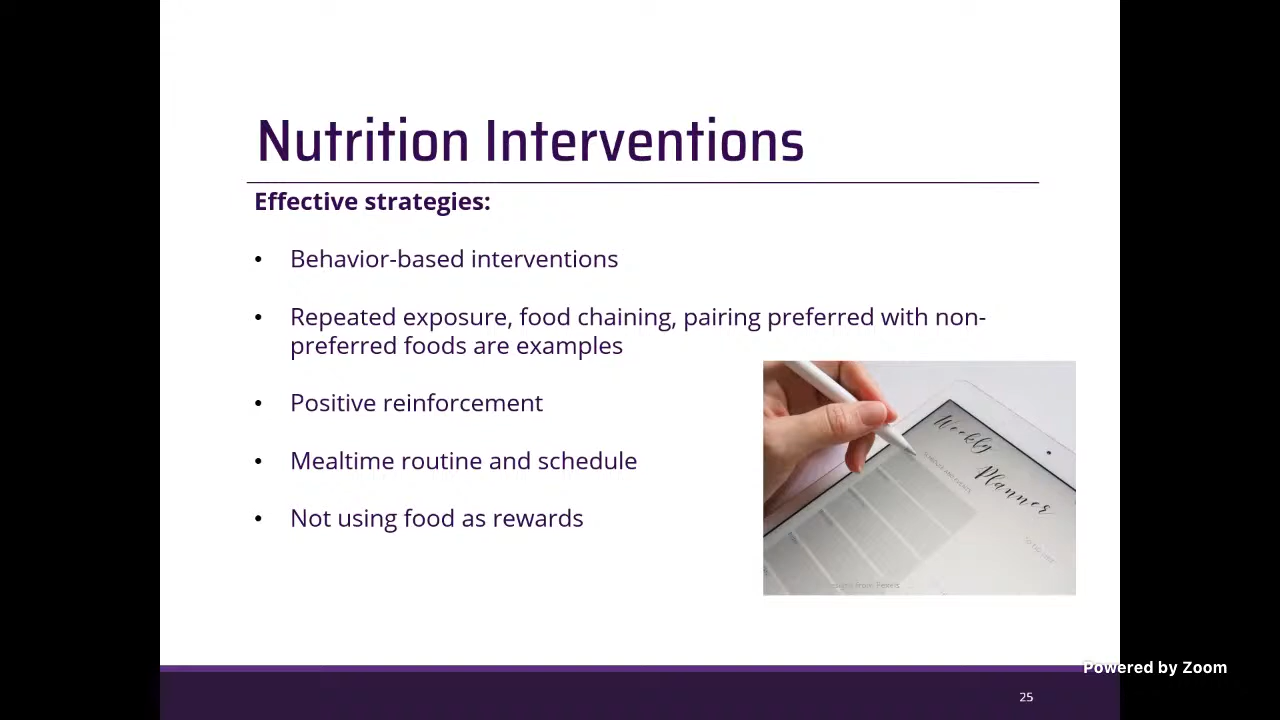 Nutrition Interventions
Effective strategies:
• Behavior-based interventions
• Repeated exposure, food chaining, pairing preferred with non-
preferred foods are examples
• Positive reinforcement
• Mealtime routine and schedule
• Not using food as rewards
Weekly
Planner
Powered by Zoom
25